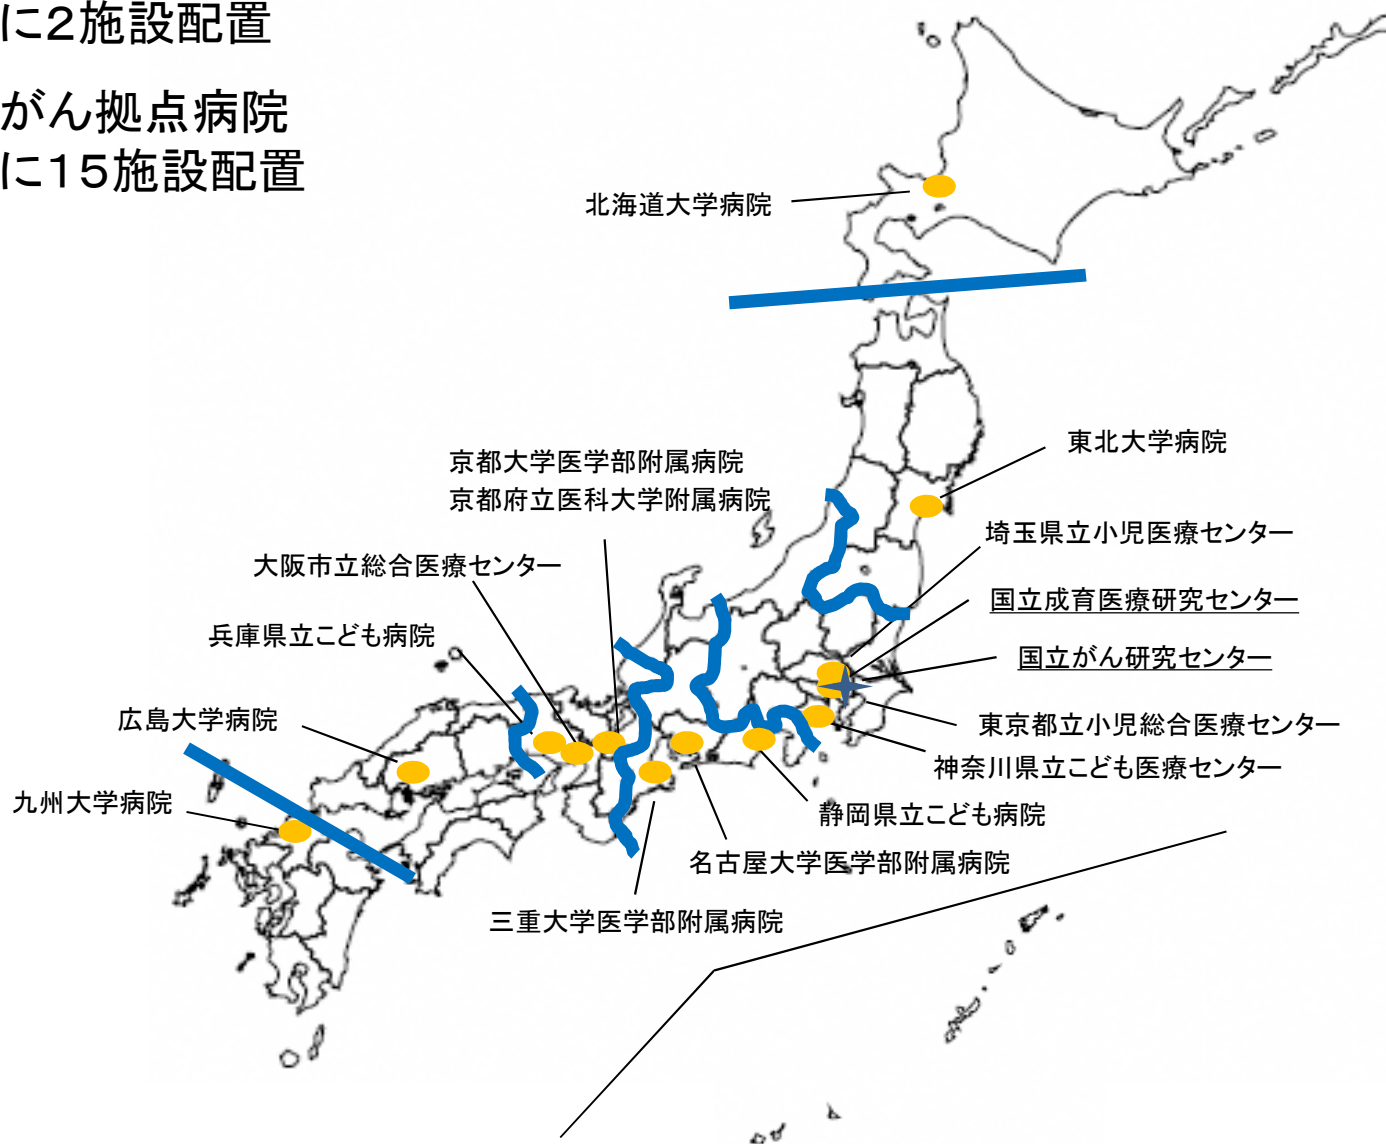 に2施設配置
がん拠点病院
に15施設配置
北海道大学病院
東北大学病院
京都大学医学部附属病院
京都府立医科大学附属病院
埼玉県立小児医療センター
大阪市立総合医療センター
国立成育医療研究センター
兵庫県立こども病院
国立がん研究センター
広島大学病院
東京都立小児総合医療センター
神奈川県立こども医療センター
九州大学病院
静岡県立こども病院
名古屋大学医学部附属病院
三重大学医学部附属病院